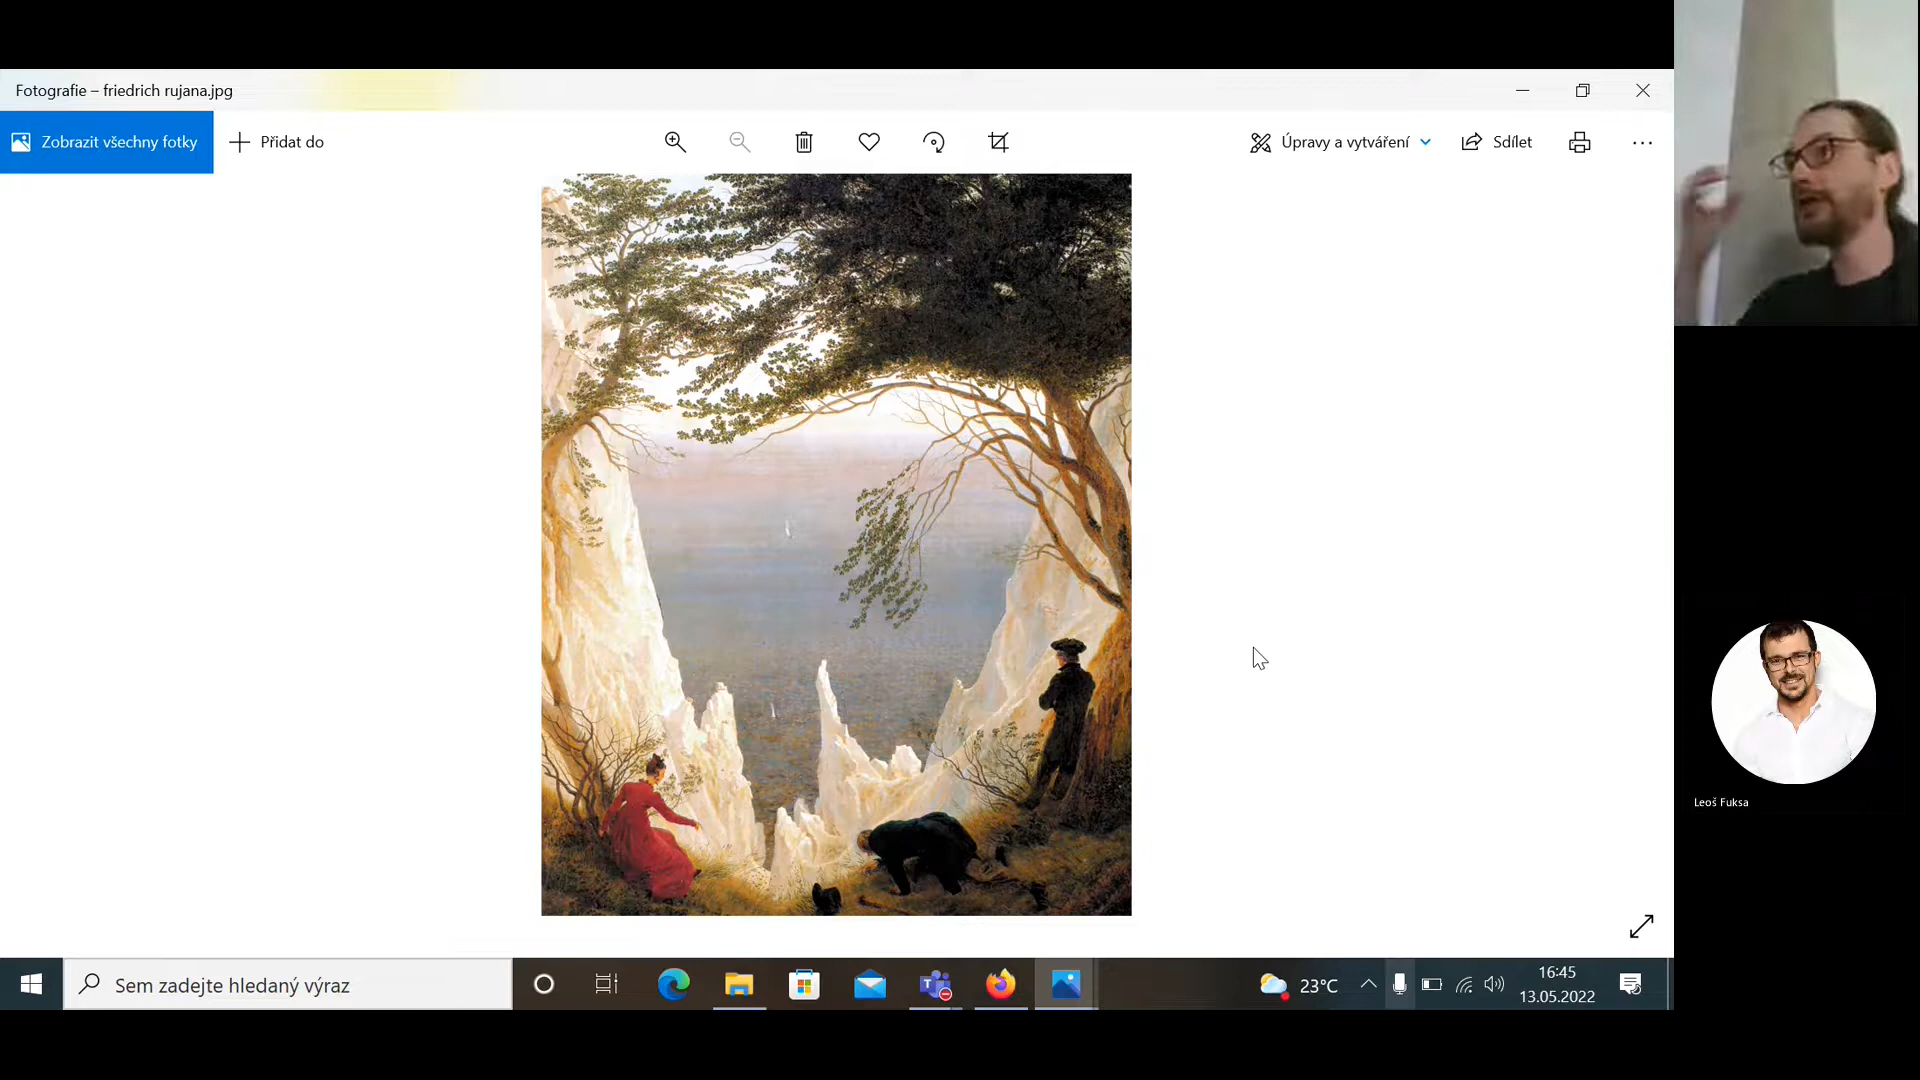 Fotografie – friedrich rujana.jpg
Zobrazit všechny fotky
Přidat do
Úpravy a vytváření
Sdílet
Leoš Fuksa
Sem zadejte hledaný výraz
23°C
16:45
13.05.2022